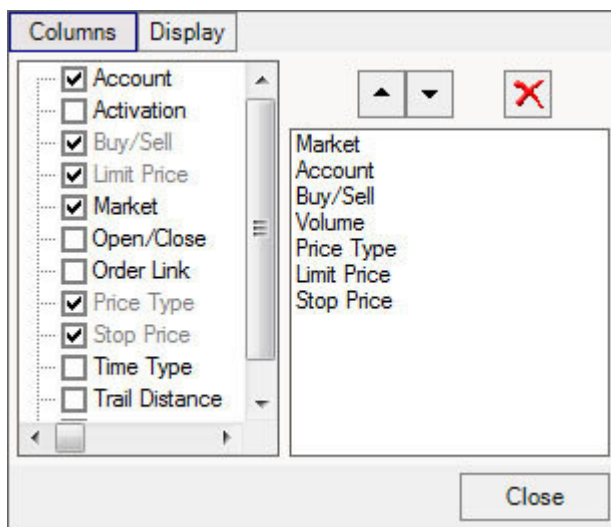 Columns Display
Account
Activation
Buy/Sell
Limit Price
Market
Open/Close
Order Link
Price Type
Stop Price
Time Type
Trail Distance
Market
Account
Buy/Sell
Volume
Price Type
Limit Price
Stop Price
Close